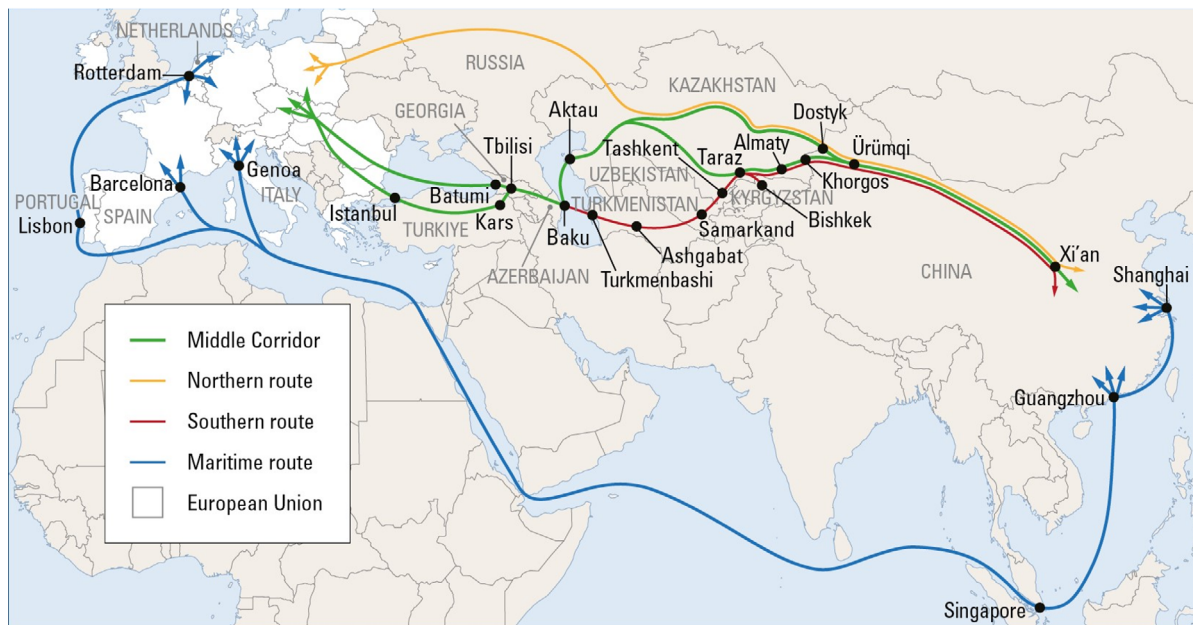 NETHERLANDS
Rotterdam
RUSSIA
KAZAKHSTAN
GEORGIA
Aktau
Dostyk
Tbilisi
Tashkent
Almaty
Taraz
Ürümqi
Genoa
UZBEKISTAN
Khorgos
Barcelona
ITALY
Batumi
KYRGYZSTAN
PORTUGAL
SPAIN
Istanbul
TURKMENISTAN
Lisbon
Kars
Bishkek
TURKIYE
Baku
Samarkand
Ashgabat
Xi'an
AZERBAIJAN
Turkmenbashi
CHINA
Shanghai
Middle Corridor
Northern route
Guangzhou
Southern route
Maritime route
European Union
Singapore